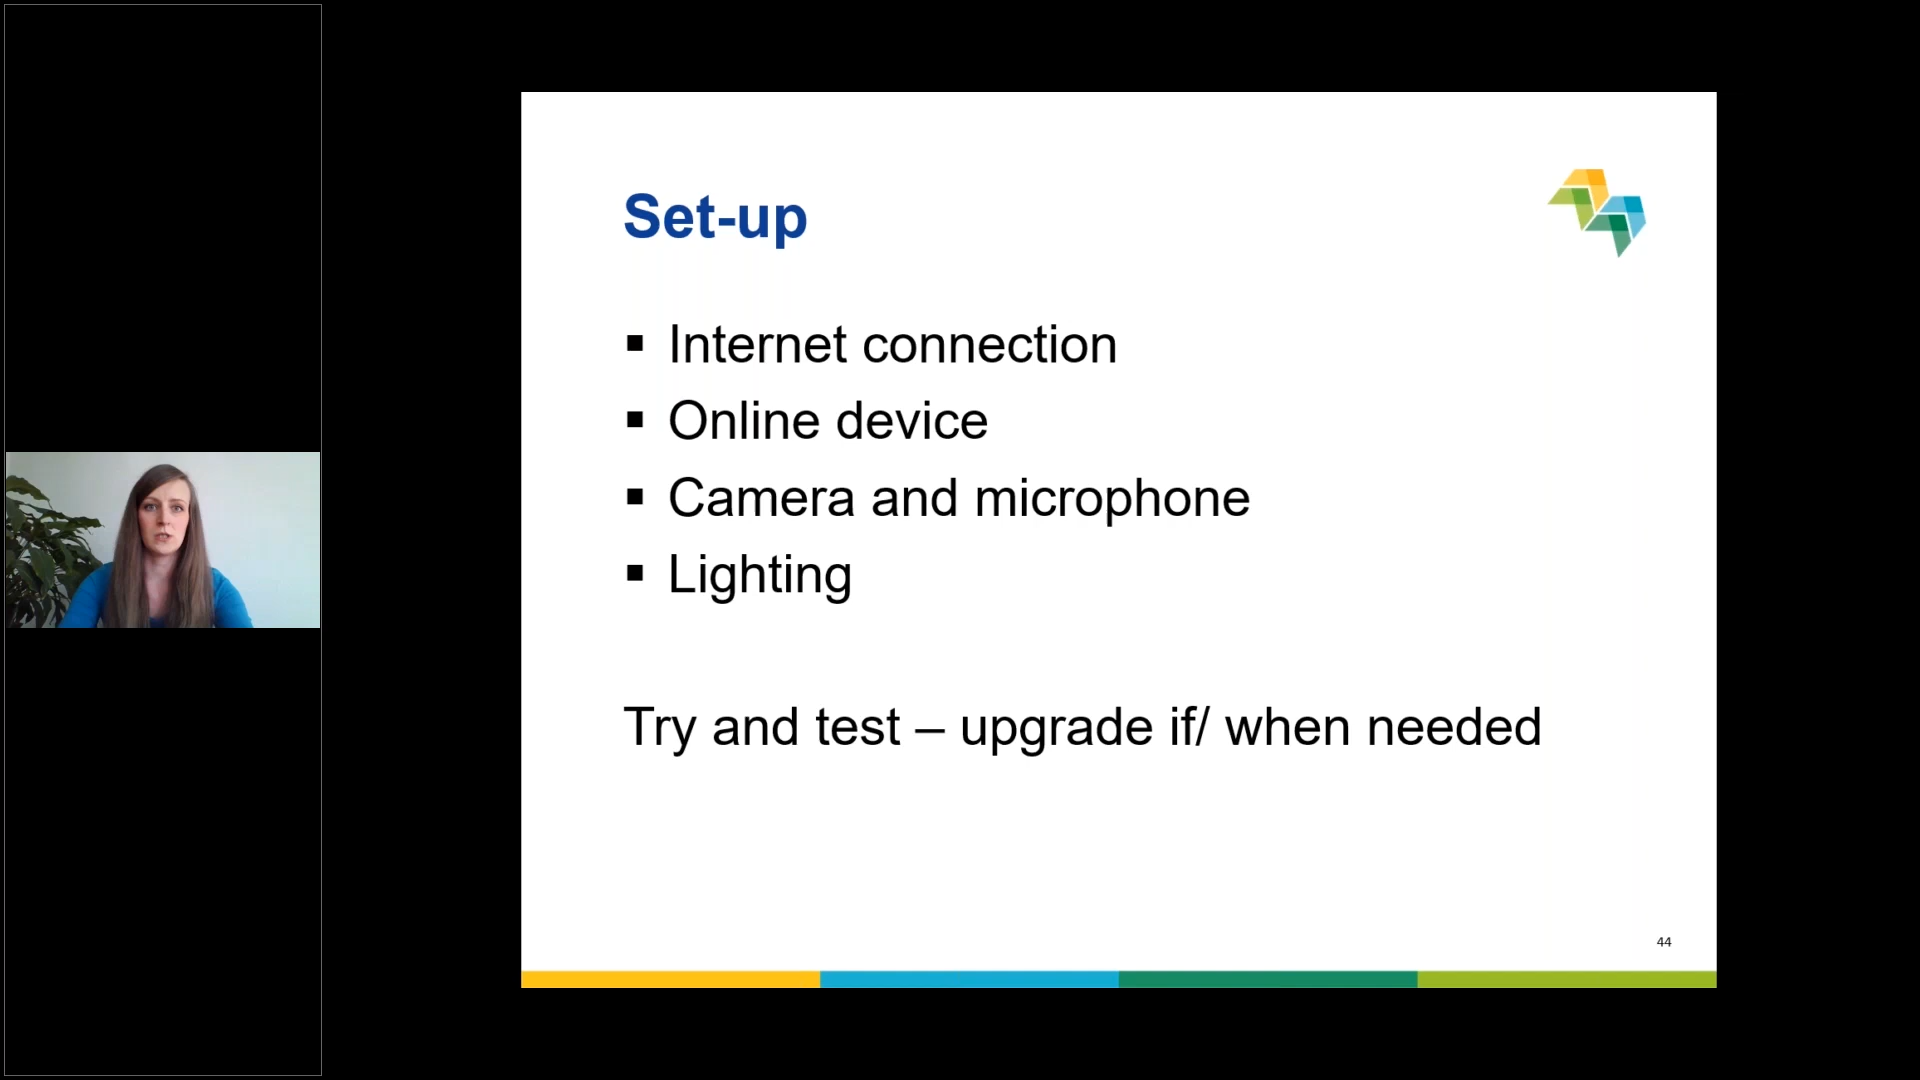 Set-up
Internet connection
Online device
Camera and microphone
Lighting
Try and test – upgrade if/ when needed
44